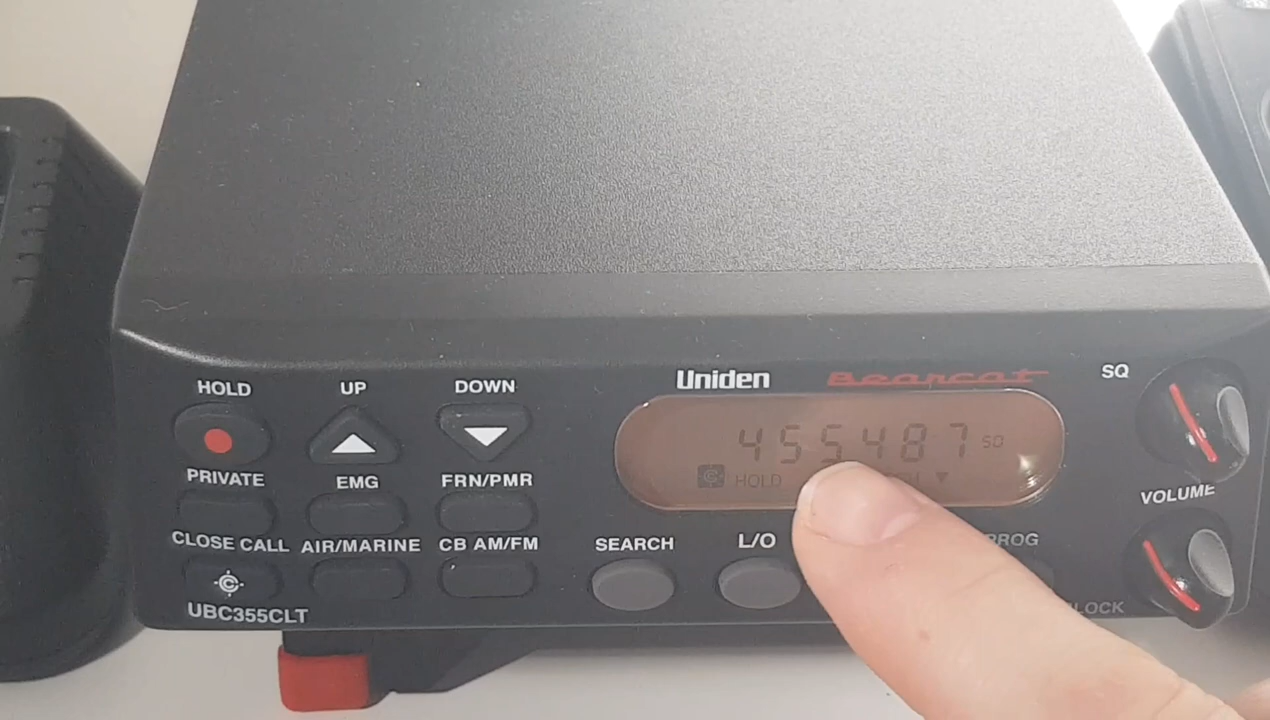 Uniden Bearcat
SQ
HOLD UP DOWN
455487 SD
HOLD
PRIVATE EMG FRN/PMR
VOLUME
CLOSE CALL AIR/MARINE CB AM/FM
SEARCH L/O PROG
UBC355CLT
LOCK